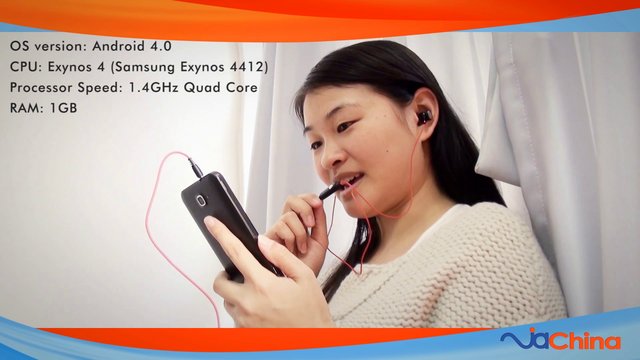 OS version: Android 4.0
CPU: Exynos 4 (Samsung Exynos 4412)
Processor Speed: 1.4GHz Quad Core
RAM: 1GB
ViaChina